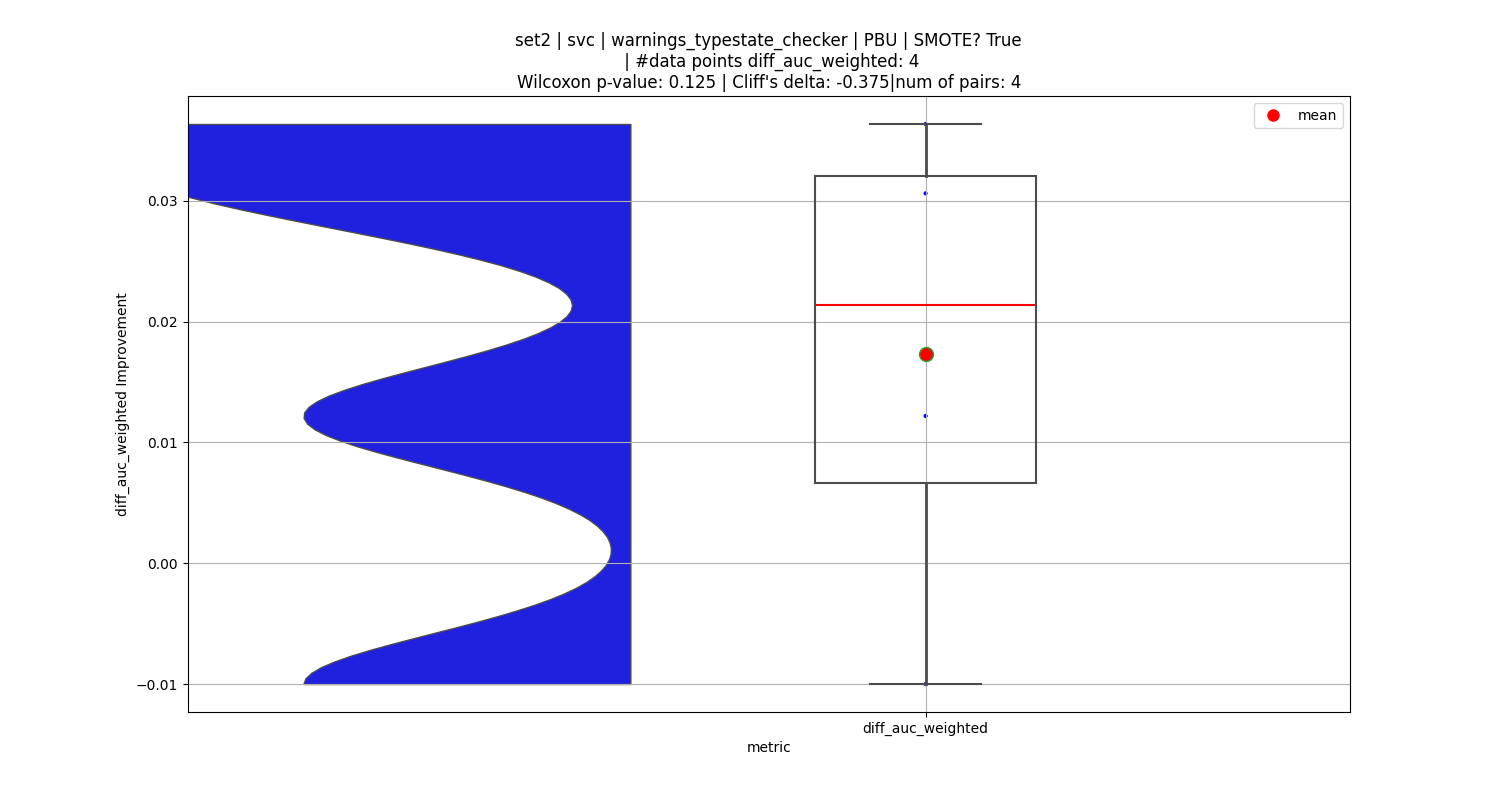 set2 | svc | warnings_typestate_checker | PBU | SMOTE? True
| #data points diff_auc_weighted: 4
Wilcoxon p-value: 0.125 | Cliff's delta: -0.375|num of pairs: 4
mean
0.03
0.02
0.01
0.00
−0.01
diff_auc_weighted Improvement
diff_auc_weighted
metric